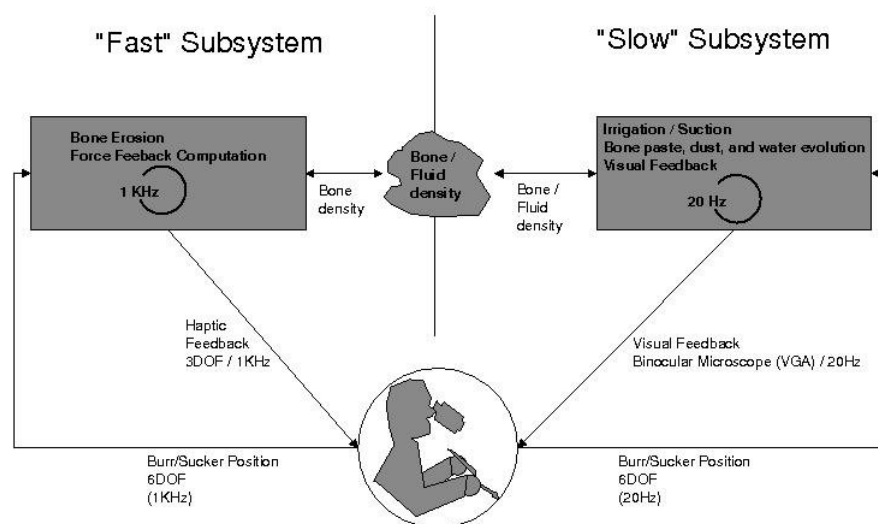 "Fast" Subsystem
"Slow" Subsystem
Bone Erosion
Force Feeback Computation
1 KHz
Bone
density
Bone /
Fluid
density
Bone /
Fluid
density
Irrigation / Suction
Bone paste, dust, and water evolution
Visual Feedback
20 Hz
Haptic
Feedback
3DOF / 1KHz
Visual Feedback
Binocular Microscope (VGA) / 20Hz
Burr/Sucker Position
6DOF
(1KHz)
Burr/Sucker Position
6DOF
(20Hz)